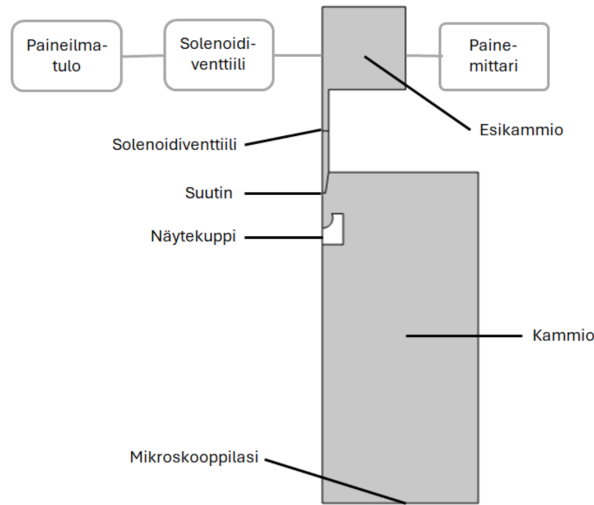 Paineilma-
tulo
Solenoidi-
venttiili
Paine-
mittari
Esikammio
Solenoidiventtiili
Suutin
Näytekuppi
Kammio
Mikroskooppilasi